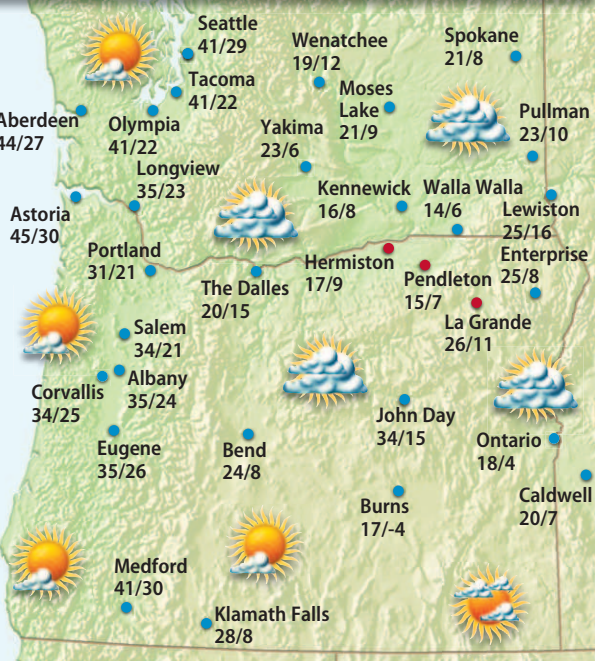 Seattle
41/29
Wenatchee
19/12
Spokane
21/8
Tacoma
41/22
Moses
Lake
21/9
Aberdeen
44/27
Olympia
41/22
Yakima
23/6
Pullman
23/10
Longview
35/23
Kennewick
16/8
Walla Walla
14/6
Lewiston
25/16
Astoria
45/30
Portland
31/21
The Dalles
20/15
Hermiston
17/9
Pendleton
15/7
Enterprise
25/8
La Grande
26/11
Salem
34/21
Albany
35/24
Corvallis
34/25
John Day
34/15
Eugene
35/26
Bend
24/8
Ontario
18/4
Burns
17/-4
Caldwell
20/7
Medford
41/30
Klamath Falls
28/8